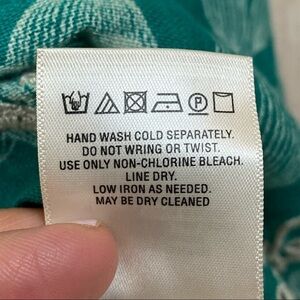 P
HAND WASH COLD SEPARATELY.
DO NOT WRING OR TWIST.
USE ONLY NON-CHLORINE BLEACH.
LINE DRY.
LOW IRON AS NEEDED.
MAY BE DRY CLEANED